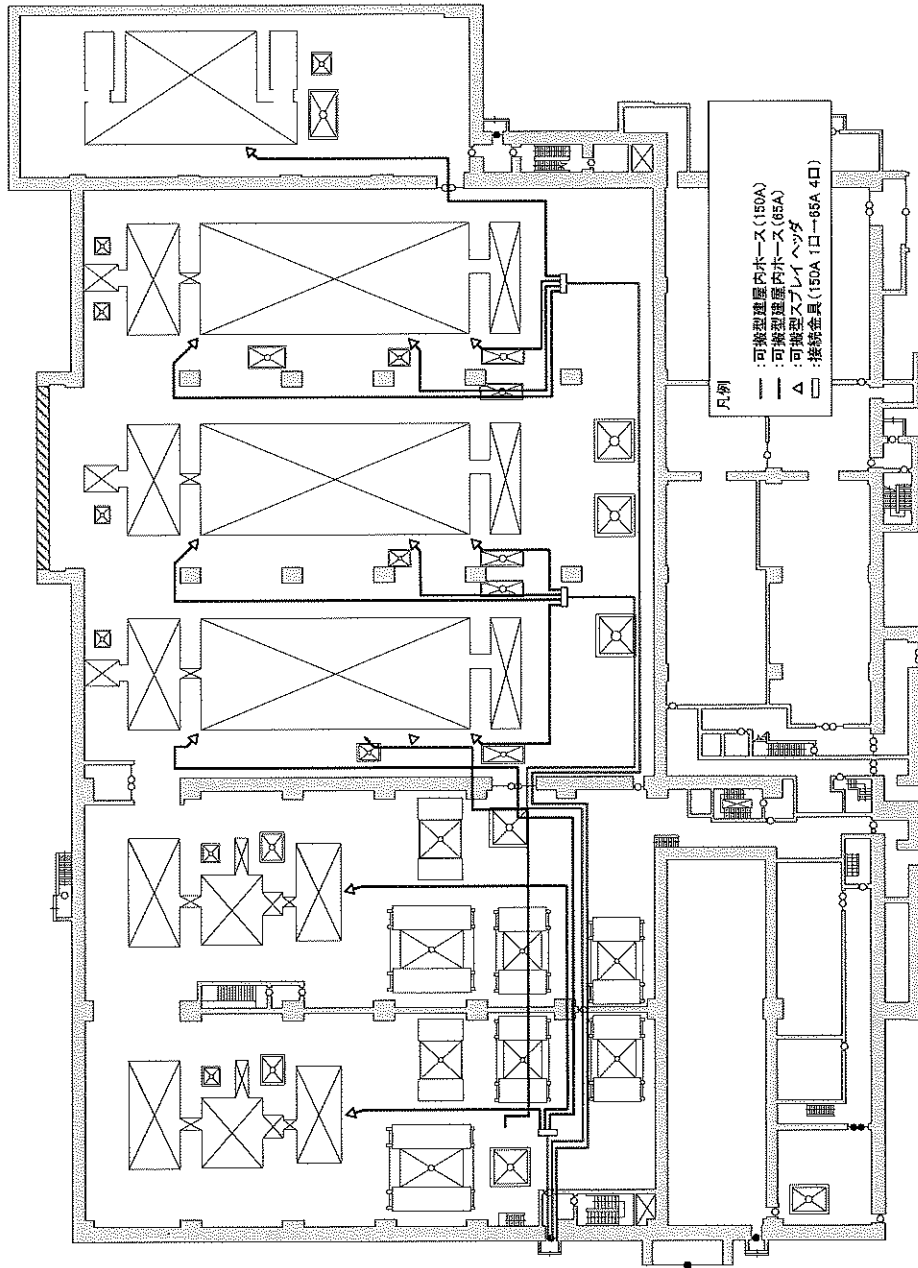 凡例
:可搬型建屋内ホース(150A)
:可搬型建屋内ホース(65A)
:可搬型スプレイ ヘッダ
:接続金具(150A 1口→65A 4口)